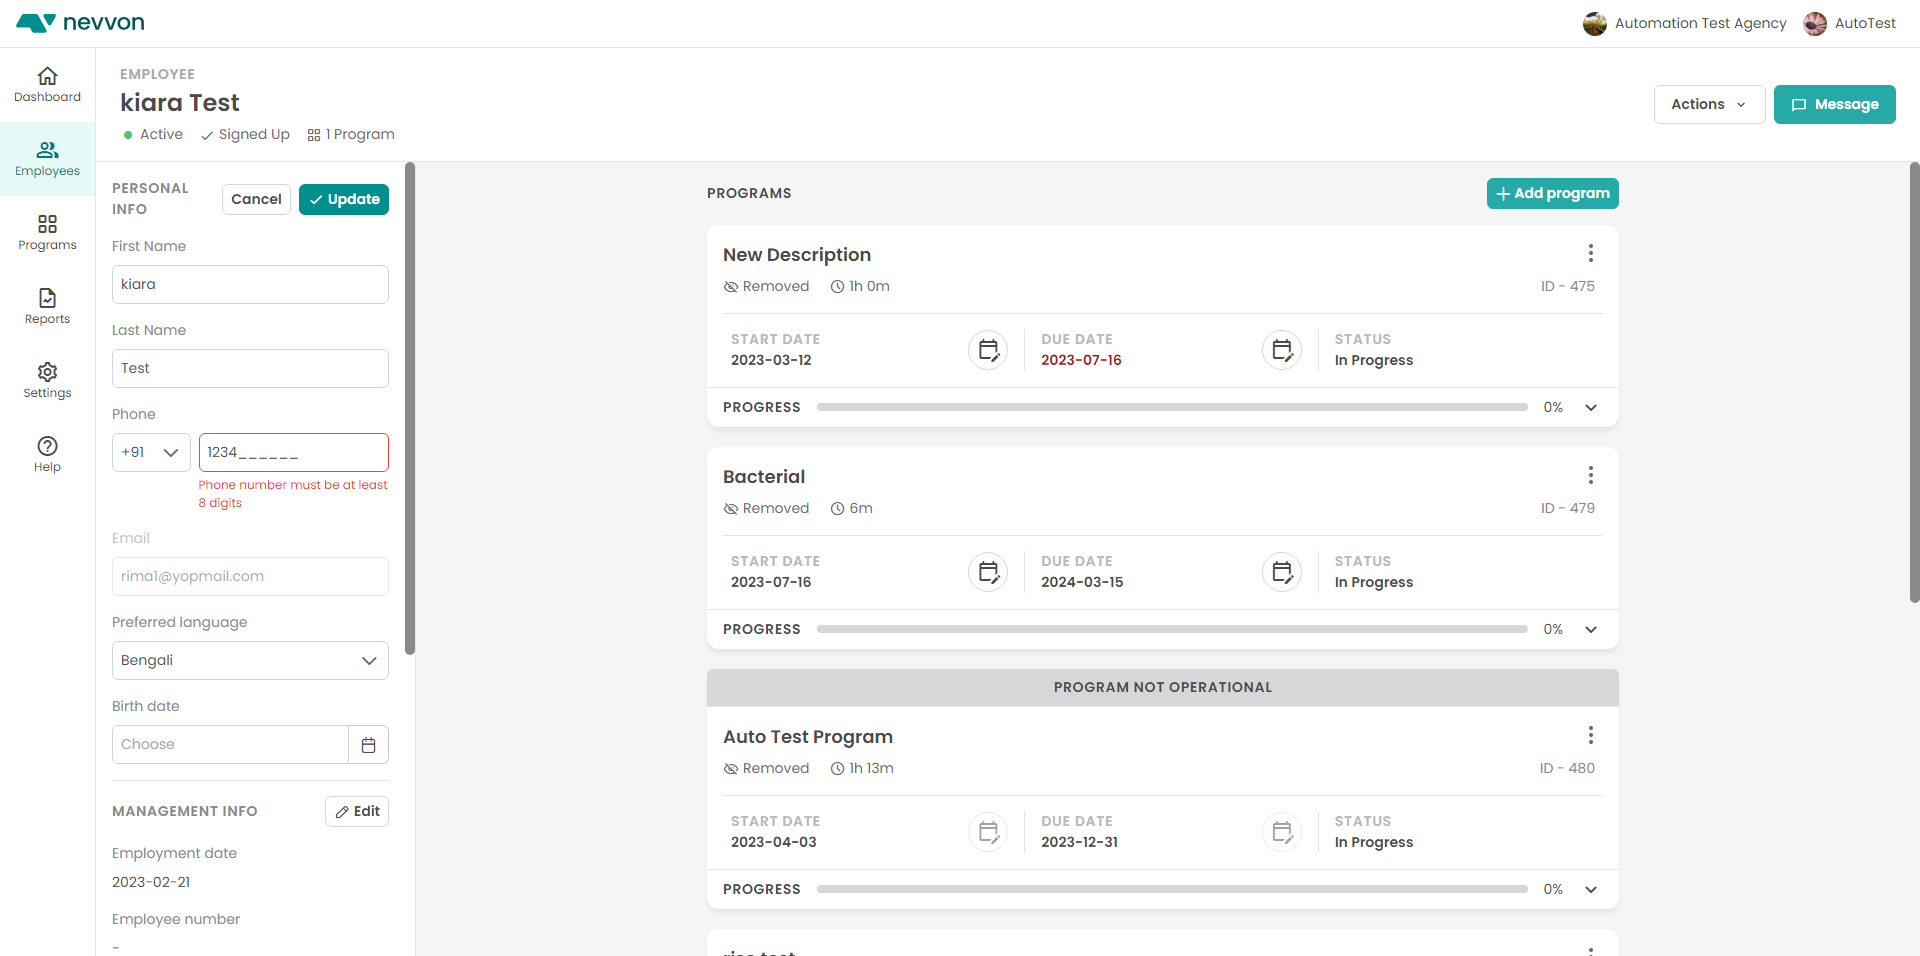 nevvon
Automation Test Agency
AutoTest
Dashboard
Employees
Programs
Reports
Settings
Help
EMPLOYEE
kiara Test
Active
Signed Up
1 Program
Actions
Message
PERSONAL
INFO
Cancel
Update
First Name
kiara
Last Name
Test
Phone
+91
1234______
Phone number must be at least
8 digits
Email
rima1@yopmail.com
Preferred language
Bengali
Birth date
Choose
MANAGEMENT INFO
Edit
Employment date
2023-02-21
Employee number
-
PROGRAMS
Add program
New Description
Removed
1h 0m
ID - 475
START DATE
2023-03-12
DUE DATE
2023-07-16
STATUS
In Progress
PROGRESS
0%
Bacterial
Removed
6m
ID - 479
START DATE
2023-07-16
DUE DATE
2024-03-15
STATUS
In Progress
PROGRESS
0%
PROGRAM NOT OPERATIONAL
Auto Test Program
Removed
1h 13m
ID - 480
START DATE
2023-04-03
DUE DATE
2023-12-31
STATUS
In Progress
PROGRESS
0%